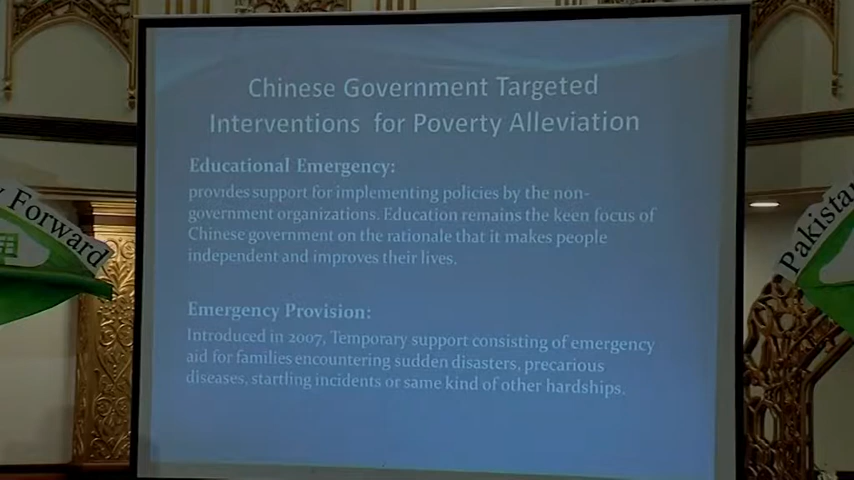 Chinese Government Targeted
Interventions for Poverty Alleviation
Educational Emergency:
provides support for implementing policies by the non-
government organizations. Education remains the keen focus of
Chinese government on the rationale that it makes people
independent and improves their lives.
Emergency Provision:
Introduced in 2007, Temporary support consisting of emergency
aid for families encountering sudden disasters, precarious
diseases, startling incidents or same kind of other hardships.
Forward
Pakistan